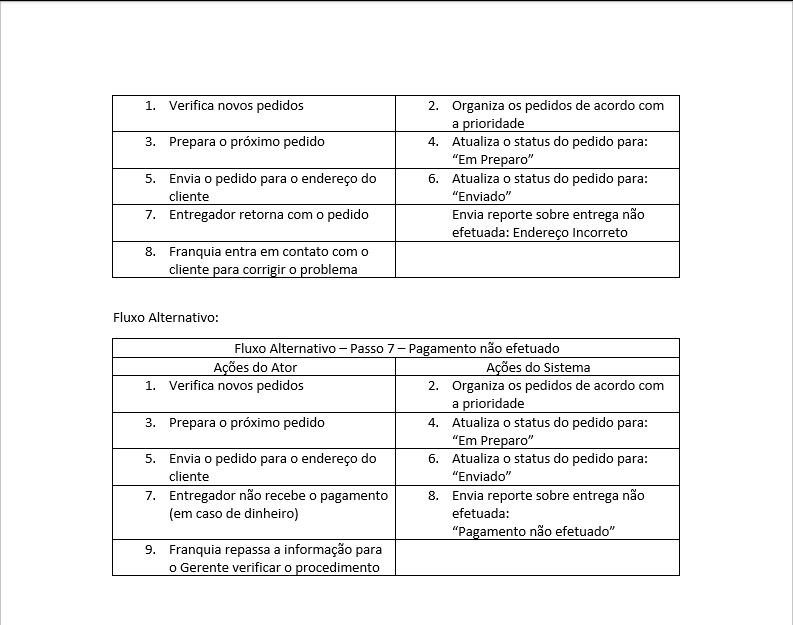 1. Verifica novos pedidos
2. Organiza os pedidos de acordo com
a prioridade
3. Prepara o próximo pedido
4. Atualiza o status do pedido para:
“Em Preparo”
5. Envia o pedido para o endereço do
cliente
6. Atualiza o status do pedido para:
“Enviado”
7. Entregador retorna com o pedido
Envia reporte sobre entrega não
efetuada: Endereço Incorreto
8. Franquia entra em contato com o
cliente para corrigir o problema
Fluxo Alternativo:
Fluxo Alternativo – Passo 7 – Pagamento não efetuado
Ações do Ator
Ações do Sistema
1. Verifica novos pedidos
2. Organiza os pedidos de acordo com
a prioridade
3. Prepara o próximo pedido
4. Atualiza o status do pedido para:
“Em Preparo”
5. Envia o pedido para o endereço do
cliente
6. Atualiza o status do pedido para:
“Enviado”
7. Entregador não recebe o pagamento
(em caso de dinheiro)
8. Envia reporte sobre entrega não
efetuada:
“Pagamento não efetuado”
9. Franquia repassa a informação para
o Gerente verificar o procedimento